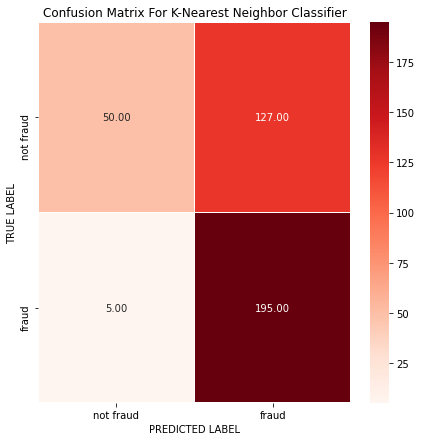 Confusion Matrix For K-Nearest Neighbor Classifier
TRUE LABEL
not fraud
50.00
127.00
fraud
5.00
195.00
not fraud
fraud
PREDICTED LABEL
175
150
125
100
75
50
25